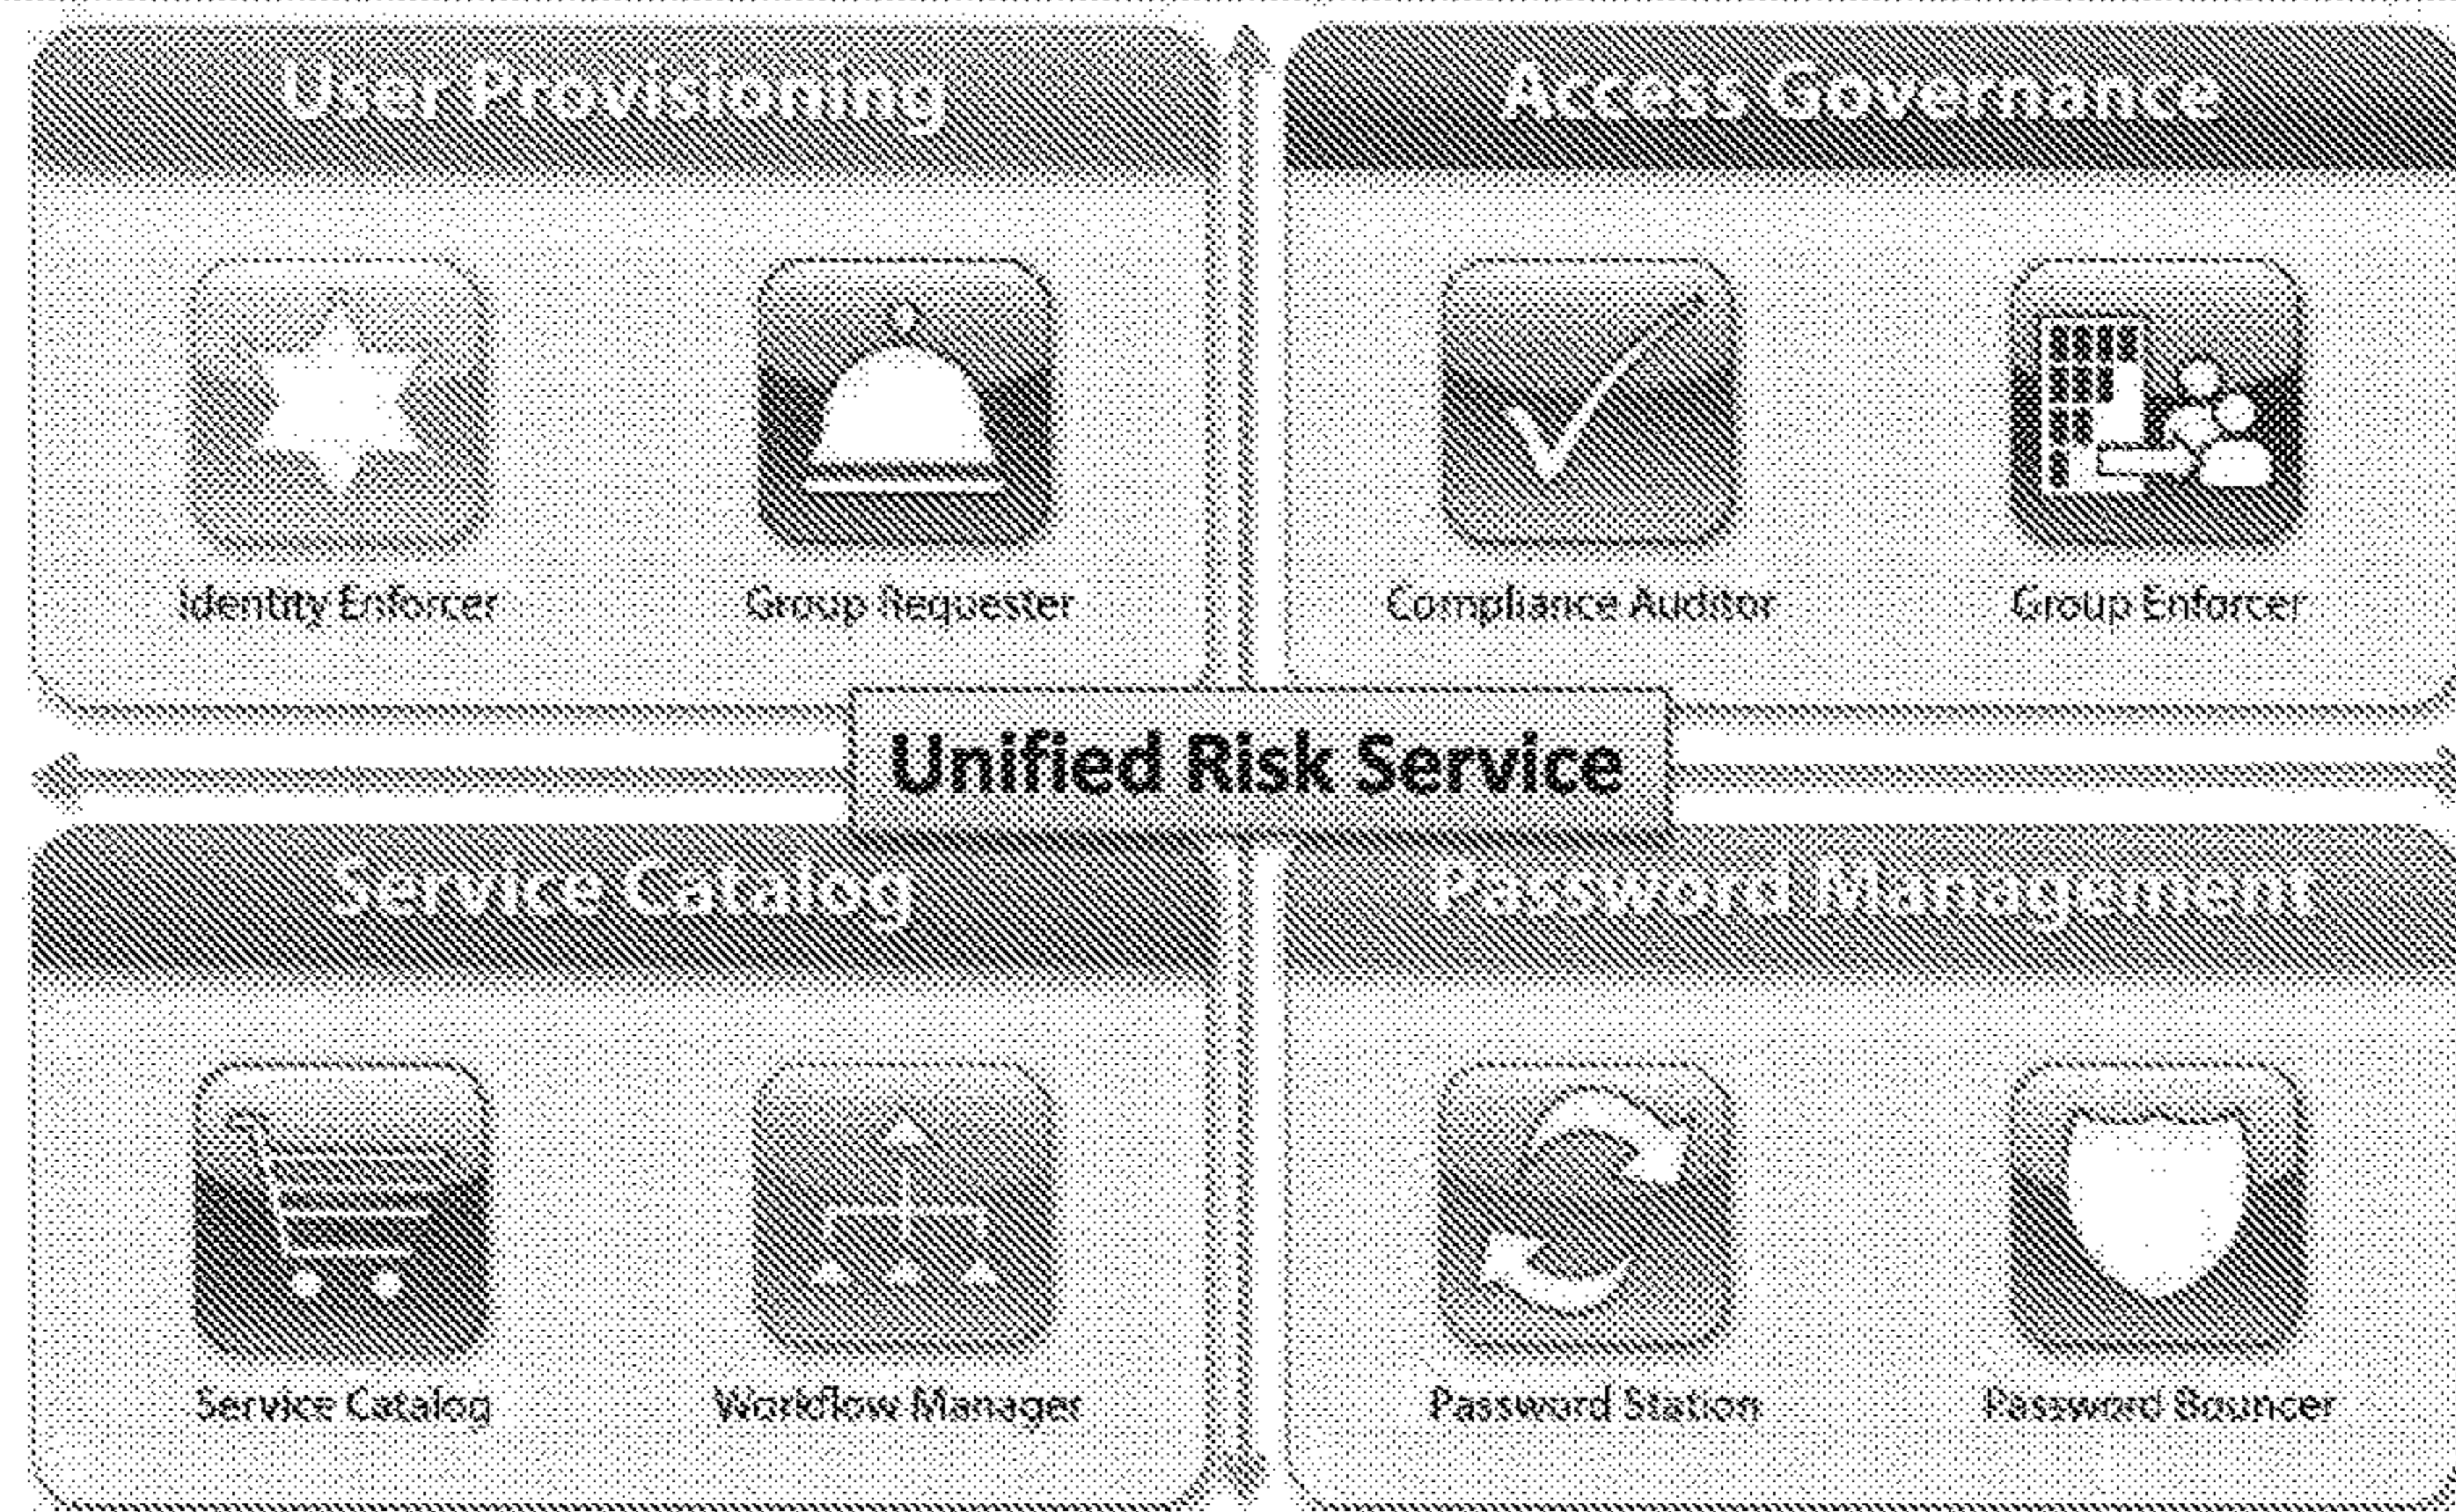 User Provisioning
Access Governance
Identity Enforcer
Group Requester
Compliance Auditor
Group Enforcer
Unified Risk Service
Service Catalog
Password Management
Service Catalog
Workflow Manager
Password Station
Password Bouncer